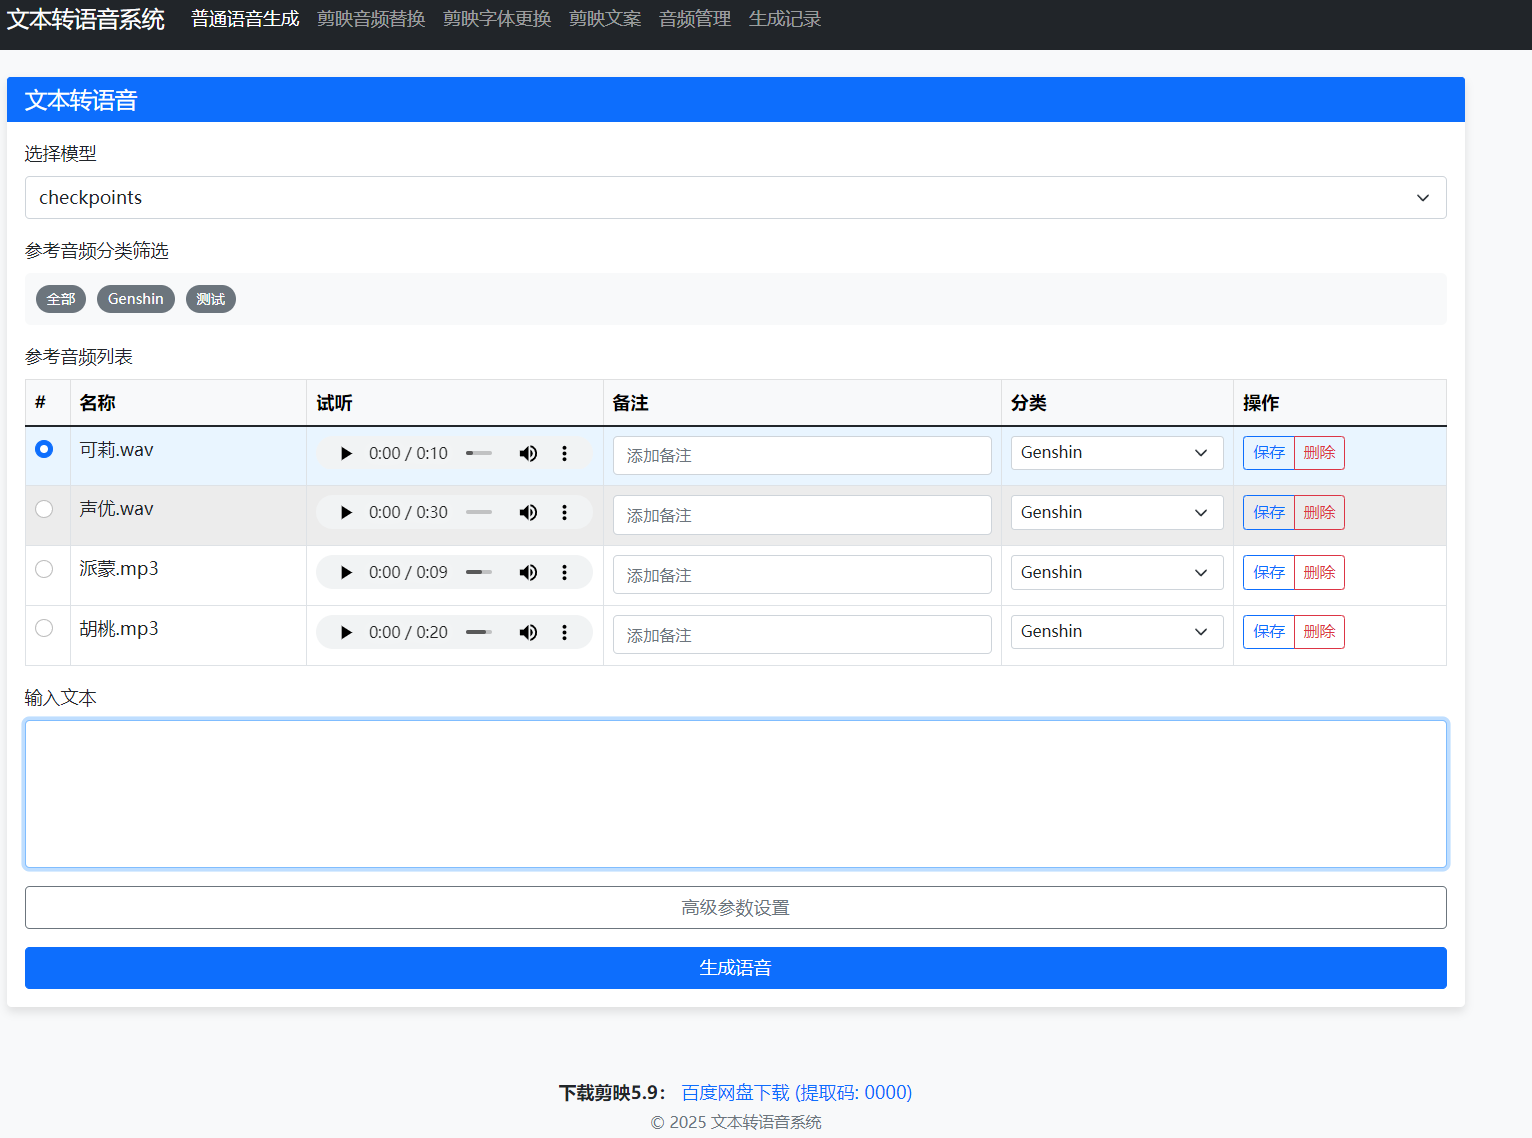 文本转语音系统 普通语音生成 剪映音频替换 剪映字体更换 剪映文案 音频管理 生成记录
文本转语音
选择模型
checkpoints
参考音频分类筛选
全部 Genshin 测试
参考音频列表
# 名称 试听 备注 分类 操作
可莉.wav 0:00 / 0:10 添加备注 Genshin 保存 删除
声优.wav 0:00 / 0:30 添加备注 Genshin 保存 删除
派蒙.mp3 0:00 / 0:09 添加备注 Genshin 保存 删除
胡桃.mp3 0:00 / 0:20 添加备注 Genshin 保存 删除
输入文本
高级参数设置
生成语音
下载剪映5.9： 百度网盘下载 (提取码: 0000)
© 2025 文本转语音系统